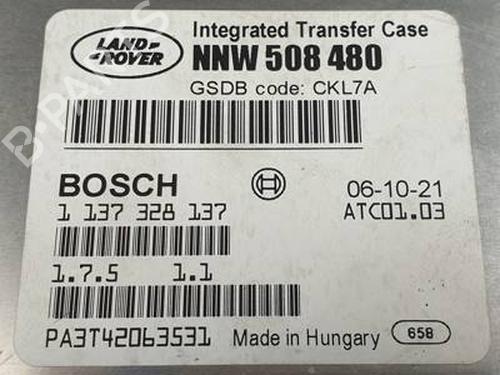 LAND-
-ROVER
Integrated Transfer Case
NNW 508 480
GSDB code: CKL7A
BOSCH
06-10-21
1 137 328 137
ATC01.03
1.7.5 1.1
PA3T42063531
Made in Hungary
658
B-PARTS